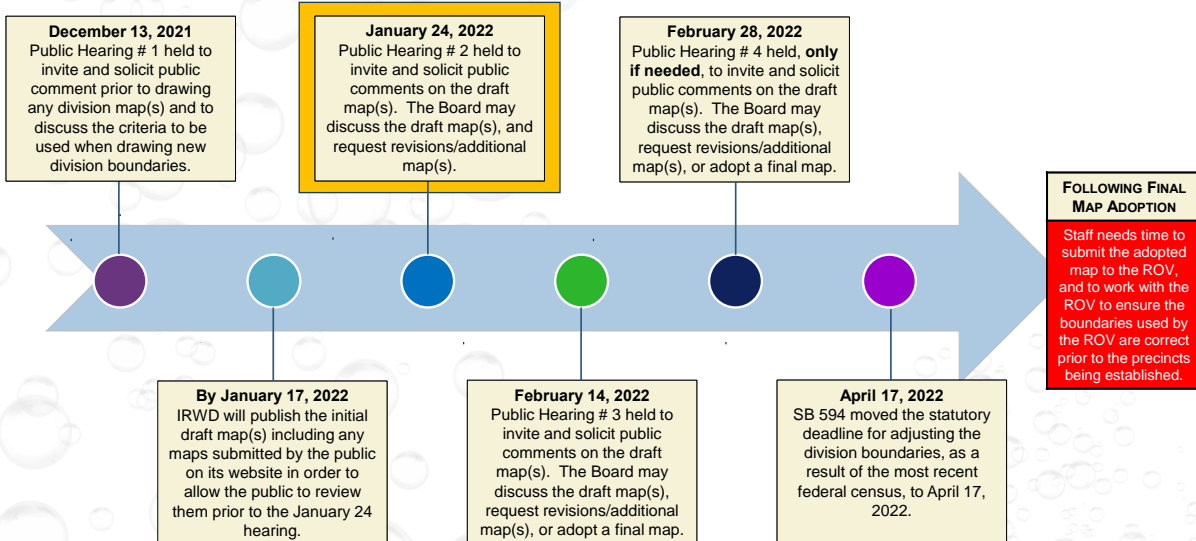 December 13, 2021
Public Hearing # 1 held to
invite and solicit public
comment prior to drawing
any division map(s) and to
discuss the criteria to be
used when drawing new
division boundaries.
January 24, 2022
Public Hearing # 2 held to
invite and solicit public
comments on the draft
map(s). The Board may
discuss the draft map(s), and
request revisions/additional
map(s).
February 28, 2022
Public Hearing # 4 held, only
if needed, to invite and solicit
public comments on the draft
map(s). The Board may
discuss the draft map(s),
request revisions/additional
map(s), or adopt a final map.
FOLLOWING FINAL
MAP ADOPTION
Staff needs time to
submit the adopted
map to the ROV,
and to work with the
ROV to ensure the
boundaries used by
the ROV are correct
prior to the precincts
being established.
By January 17, 2022
IRWD will publish the initial
draft map(s) including any
maps submitted by the public
on its website in order to
allow the public to review
them prior to the January 24
hearing.
February 14, 2022
Public Hearing # 3 held to
invite and solicit public
comments on the draft
map(s). The Board may
discuss the draft map(s),
request revisions/additional
map(s), or adopt a final map.
April 17, 2022
SB 594 moved the statutory
deadline for adjusting the
division boundaries, as a
result of the most recent
federal census, to April 17,
2022.